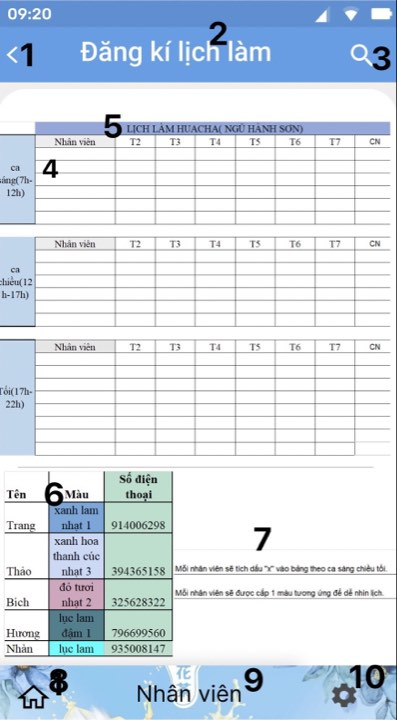 09:20
1
2
Đăng kí lịch làm
3
5 LỊCH LÀM HUACHA( NGŨ HÀNH SƠN)
Nhân viên T2 T3 T4 T5 T6 T7 CN
4
ca
sáng(7h-
12h)
Nhân viên T2 T3 T4 T5 T6 T7 CN
ca
chiều(12
h-17h)
Nhân viên T2 T3 T4 T5 T6 T7 CN
Tối(17h-
22h)
6
Tên Màu Số điện thoại
Trang xanh lam nhạt 1 914006298
Thảo xanh hoa thanh cúc nhạt 3 394365158
Bích đỏ tươi nhạt 2 325628322
Hương lục lam đậm 1 796699560
Nhàn lục lam 935008147
7
Mỗi nhân viên sẽ tích dấu "x" vào bảng theo ca sáng chiều tối.
Mỗi nhân viên sẽ được cấp 1 màu tương ứng để dễ nhìn lịch.
8
Nhân viên 9
10
花